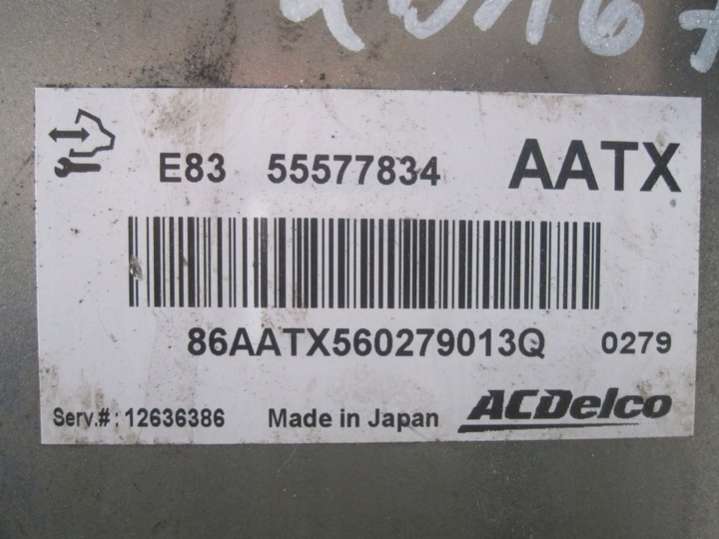 E83 55577834 AATX
86AATX560279013Q 0279
Serv.#: 12636386 Made in Japan ACDelco